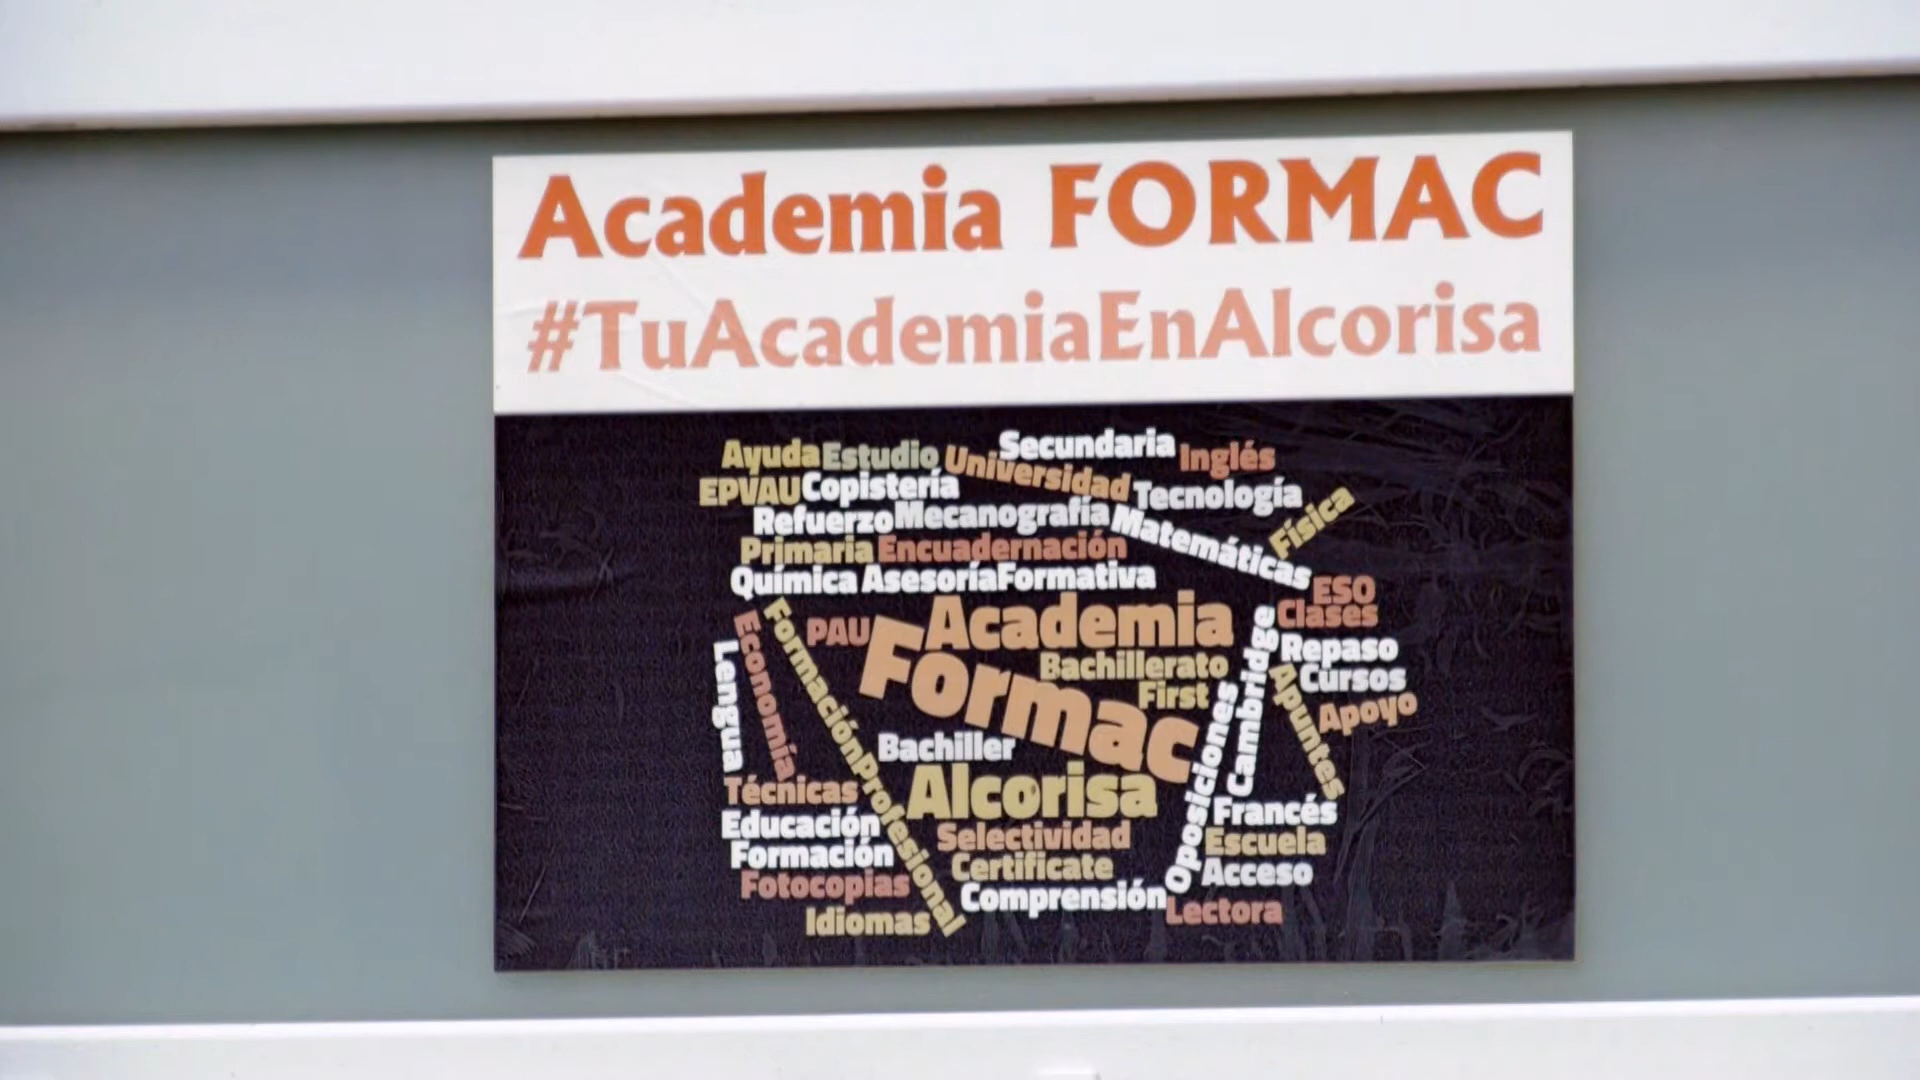 Academia FORMAC
#TuAcademiaEnAlcorisa
Secundaria
Ayuda Estudio Universidad Inglés
EPVAU Copistería Tecnología
Refuerzo Mecanografía Matemáticas Física
Primaria Encuadernación
Química AsesoríaFormativa ESO
Academia Clases
PAU Formac Repaso
Bachillerato Cursos
First Apuntes Apoyo
Lengua Economía FormaciónProfesional
Bachiller Oposiciones Cambridge
Técnicas Alcorisa Francés
Educación Selectividad Escuela
Formación Certificate Acceso
Fotocopias Comprensión Lectora
Idiomas